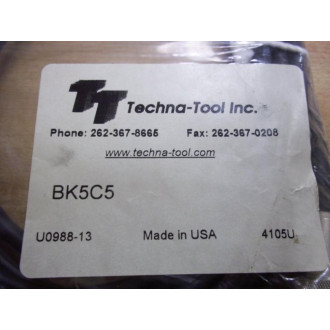 TT Techna-Tool Inc.
Phone: 262-367-8665 Fax: 262-367-0208
www.techna-tool.com
BK5C5
U0988-13 Made in USA 4105U